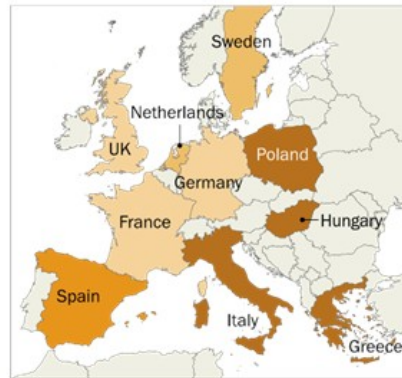 Sweden
Netherlands
UK
Poland
Germany
France
Hungary
Spain
Italy
Greece